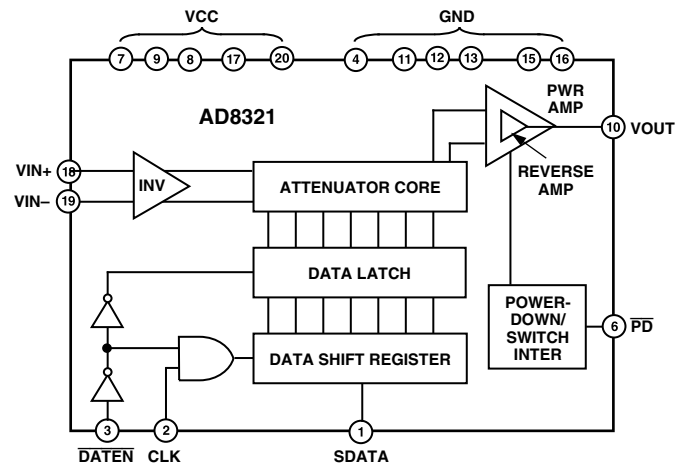 VCC
GND
7
9
8
17
20
4
11
12
13
15
16
AD8321
PWR
AMP
10
VOUT
REVERSE
AMP
VIN+
18
VIN–
19
INV
ATTENUATOR CORE
DATA LATCH
POWER-
DOWN/
SWITCH
INTER
6
PD
DATA SHIFT REGISTER
3
2
1
DATEN
CLK
SDATA